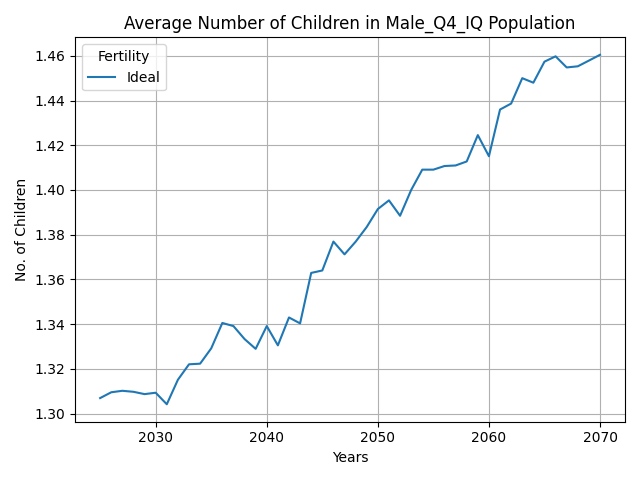 Average Number of Children in Male_Q4_IQ Population
Fertility
Ideal
No. of Children
1.46
1.44
1.42
1.40
1.38
1.36
1.34
1.32
1.30
2030 2040 2050 2060 2070
Years